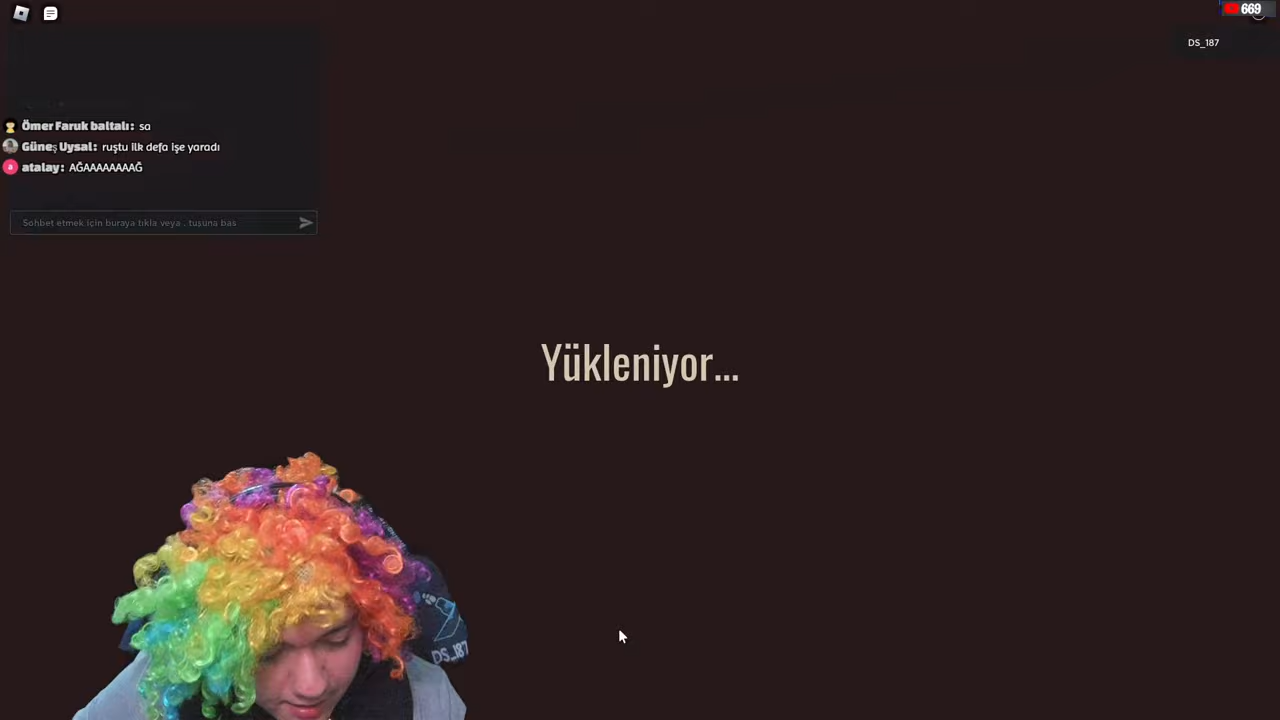 669
DS_187
Ömer Faruk baltalı: sa
Güneş Uysal: ruştu ilk defa işe yaradı
atalay: AĞAAAAAAAAĞ
Sohbet etmek için buraya tıkla veya . tuşuna bas
Yükleniyor...
DS_187